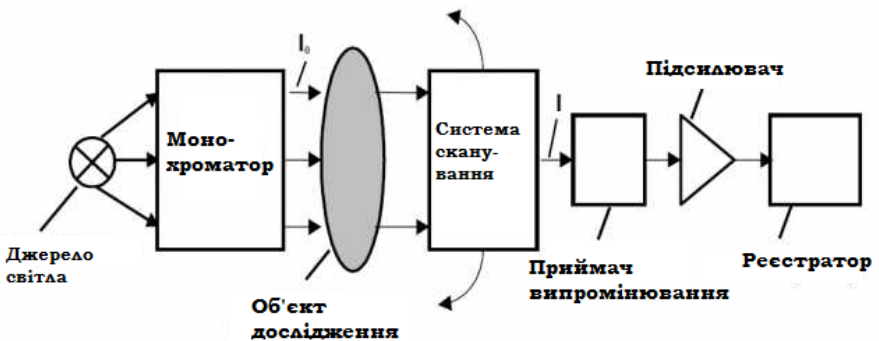 I₀
Моно-
хроматор
Система
скану-
вання
I
Підсилювач
Джерело
світла
Об'єкт
дослідження
Приймач
випромінювання
Реєстратор